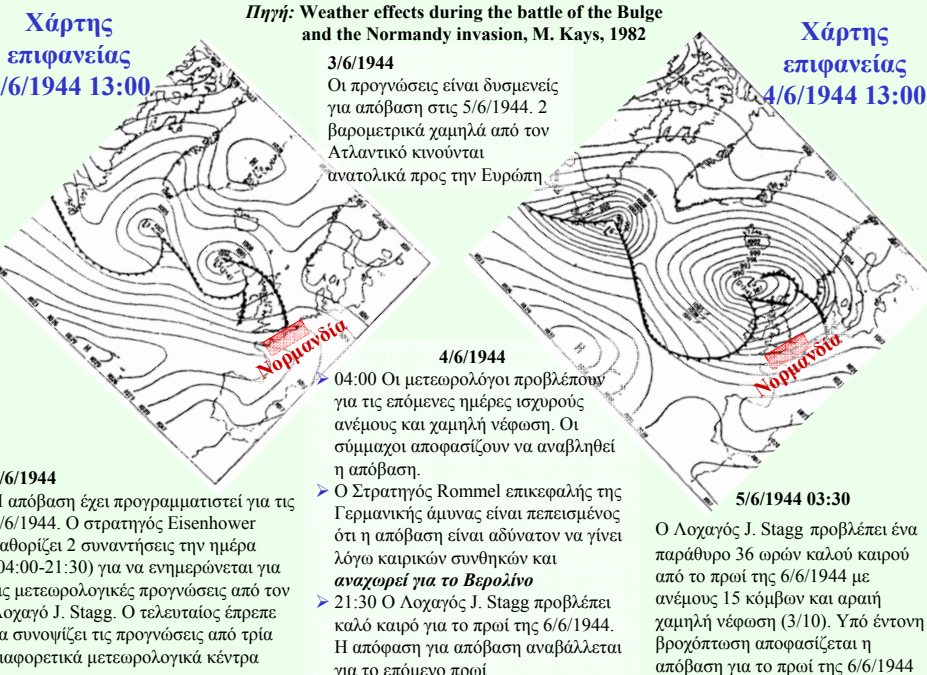 Πηγή: Weather effects during the battle of the Bulge
and the Normandy invasion, M. Kays, 1982
Χάρτης
επιφανείας
/6/1944 13:00
Χάρτης
επιφανείας
4/6/1944 13:00
3/6/1944
Οι προγνώσεις είναι δυσμενείς
για απόβαση στις 5/6/1944. 2
βαρομετρικά χαμηλά από τον
Ατλαντικό κινούνται
ανατολικά προς την Ευρώπη
Νορμανδία
Νορμανδία
/6/1944
Η απόβαση έχει προγραμματιστεί για τις
/6/1944. Ο στρατηγός Eisenhower
αθορίζει 2 συναντήσεις την ημέρα
04:00-21:30) για να ενημερώνεται για
ις μετεωρολογικές προγνώσεις από τον
οχαγό J. Stagg. Ο τελευταίος έπρεπε
α συνοψίζει τις προγνώσεις από τρία
ιαφορετικά μετεωρολογικά κέντρα
4/6/1944
04:00 Οι μετεωρολόγοι προβλέπουν
για τις επόμενες ημέρες ισχυρούς
ανέμους και χαμηλή νέφωση. Οι
σύμμαχοι αποφασίζουν να αναβληθεί
η απόβαση.
Ο Στρατηγός Rommel επικεφαλής της
Γερμανικής άμυνας είναι πεπεισμένος
ότι η απόβαση είναι αδύνατον να γίνει
λόγω καιρικών συνθηκών και
αναχωρεί για το Βερολίνο
21:30 Ο Λοχαγός J. Stagg προβλέπει
καλό καιρό για το πρωί της 6/6/1944.
Η απόφαση για απόβαση αναβάλλεται
για το επόμενο πρωί
5/6/1944 03:30
Ο Λοχαγός J. Stagg προβλέπει ένα
παράθυρο 36 ωρών καλού καιρού
από το πρωί της 6/6/1944 με
ανέμους 15 κόμβων και αραιή
χαμηλή νέφωση (3/10). Υπό έντονη
βροχόπτωση αποφασίζεται η
απόβαση για το πρωί της 6/6/1944